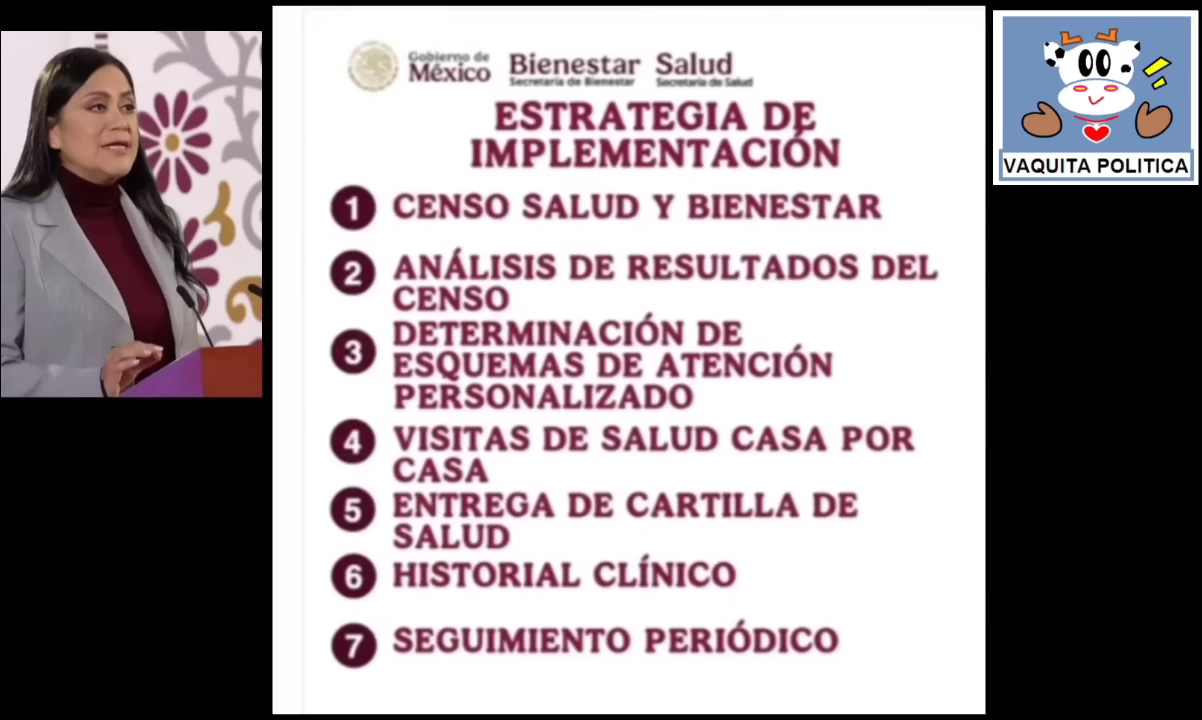 Gobierno de
México
Bienestar
Secretaría de Bienestar
Salud
Secretaría de Salud
ESTRATEGIA DE
IMPLEMENTACIÓN
1 CENSO SALUD Y BIENESTAR
2 ANÁLISIS DE RESULTADOS DEL
CENSO
3 DETERMINACIÓN DE
ESQUEMAS DE ATENCIÓN
PERSONALIZADO
4 VISITAS DE SALUD CASA POR
CASA
5 ENTREGA DE CARTILLA DE
SALUD
6 HISTORIAL CLÍNICO
7 SEGUIMIENTO PERIÓDICO
VAQUITA POLITICA